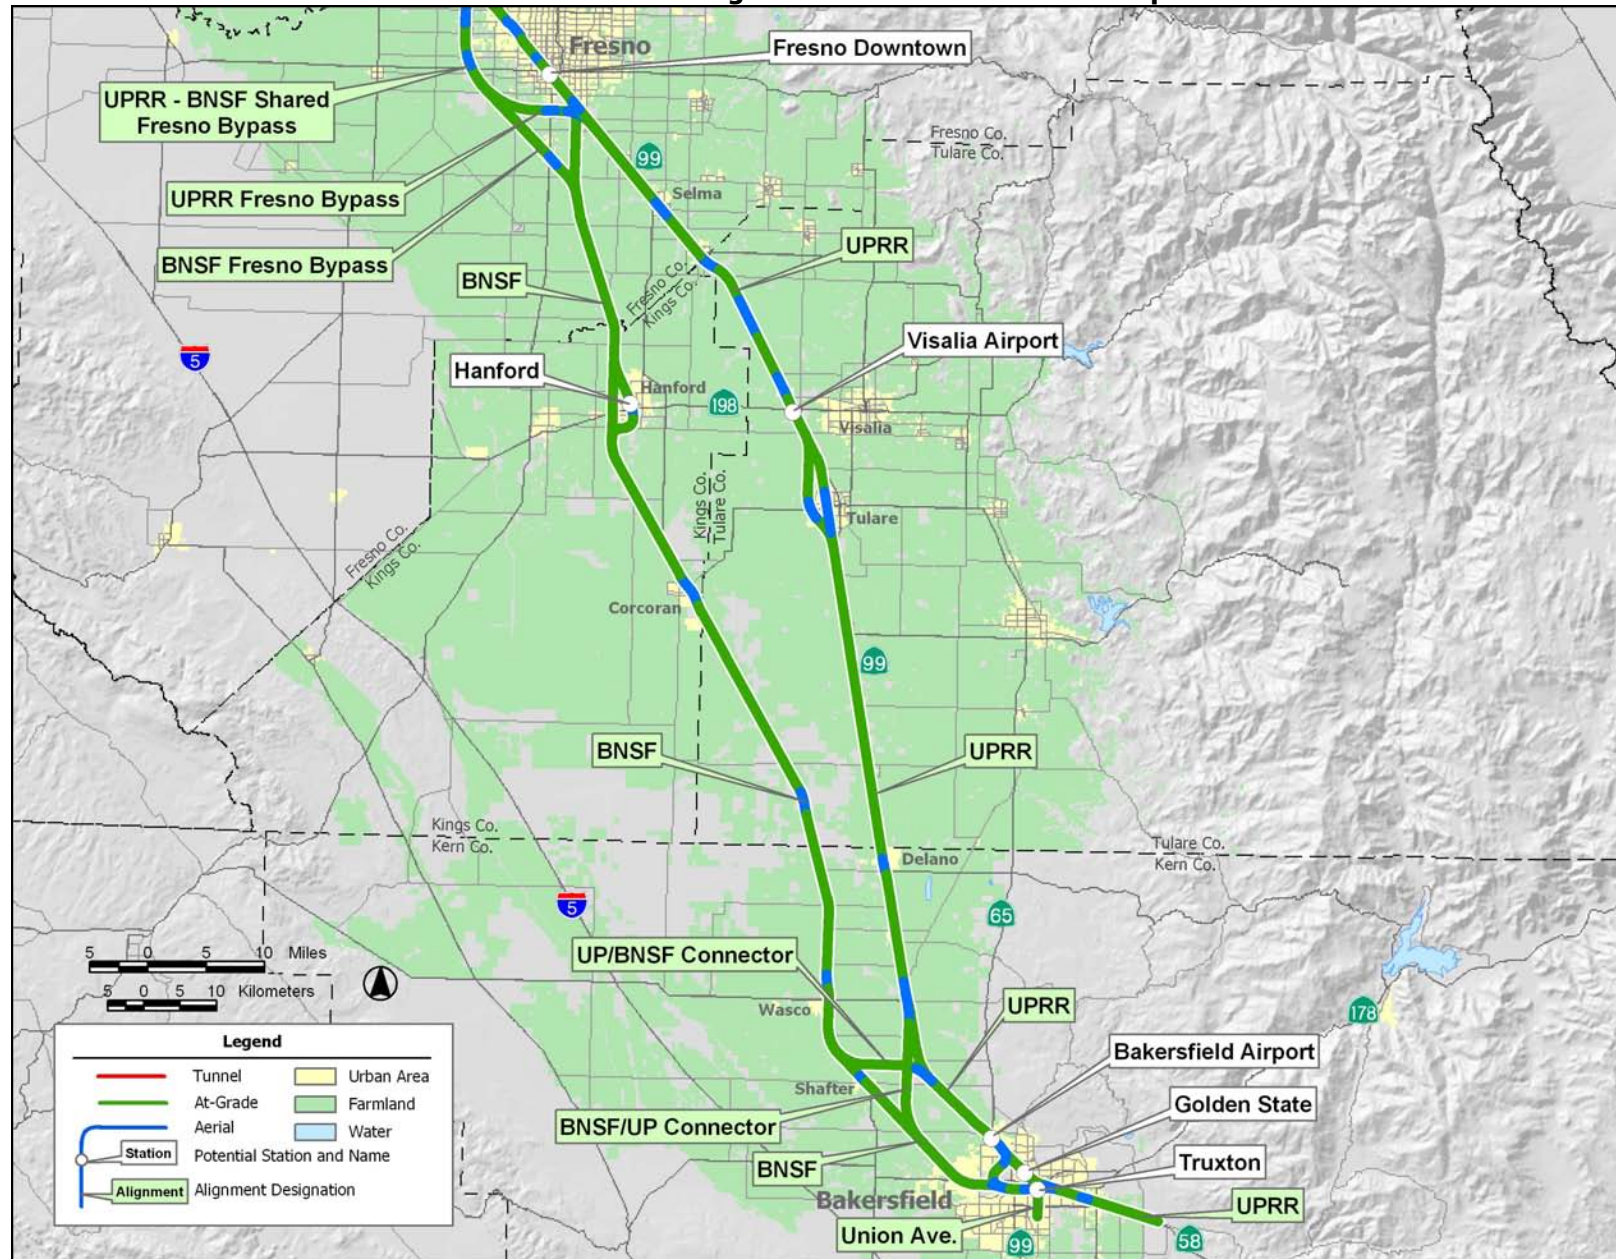 Fresno
Fresno Downtown
UPRR - BNSF Shared
Fresno Bypass
Fresno Co.
Tulare Co.
99
Selma
UPRR Fresno Bypass
UPRR
BNSF Fresno Bypass
BNSF
Fresno Co.
Kings Co.
Visalia Airport
5
Hanford
Hanford
198
Visalia
Kings Co.
Tulare Co.
Tulare
Fresno Co.
Kings Co.
Corcoran
99
BNSF
UPRR
Kings Co.
Kern Co.
Tulare Co.
Kern Co.
Delano
5
65
UP/BNSF Connector
5 0 5 10 Miles
5 0 5 10 Kilometers
Wasco
UPRR
178
Bakersfield Airport
Shafter
Golden State
BNSF/UP Connector
BNSF
Truxton
Bakersfield
UPRR
Union Ave.
99
58
Legend
Tunnel
Urban Area
At-Grade
Farmland
Aerial
Water
Station
Potential Station and Name
Alignment
Alignment Designation